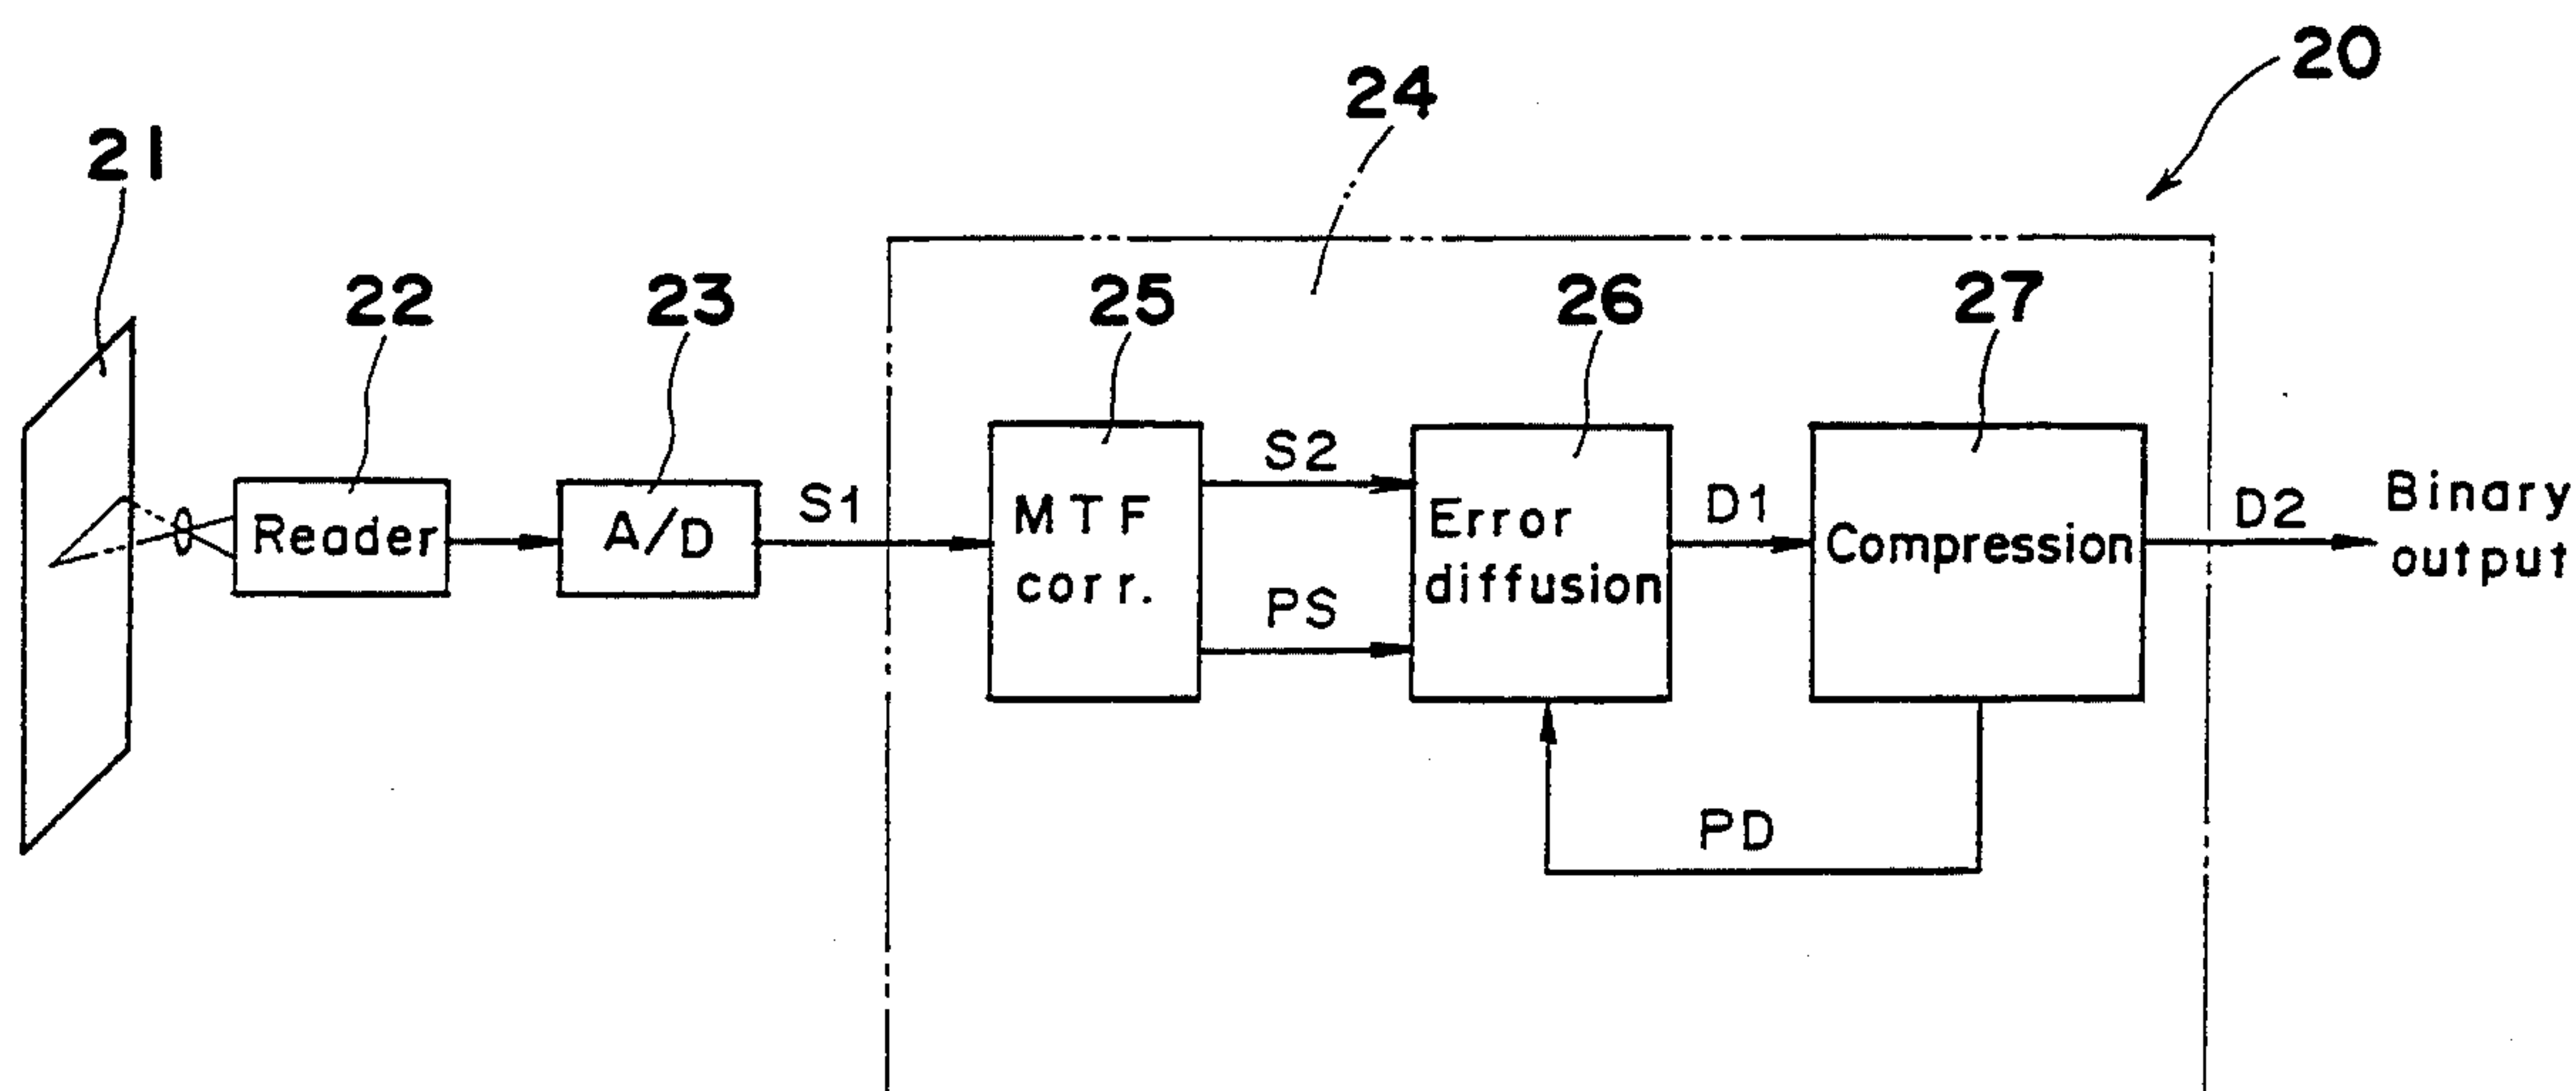 20
24
21
22
23
25
26
27
S1
S2
MTF
corr.
PS
Reader
A/D
Error
diffusion
D1
Compression
D2
Binary
output
PD